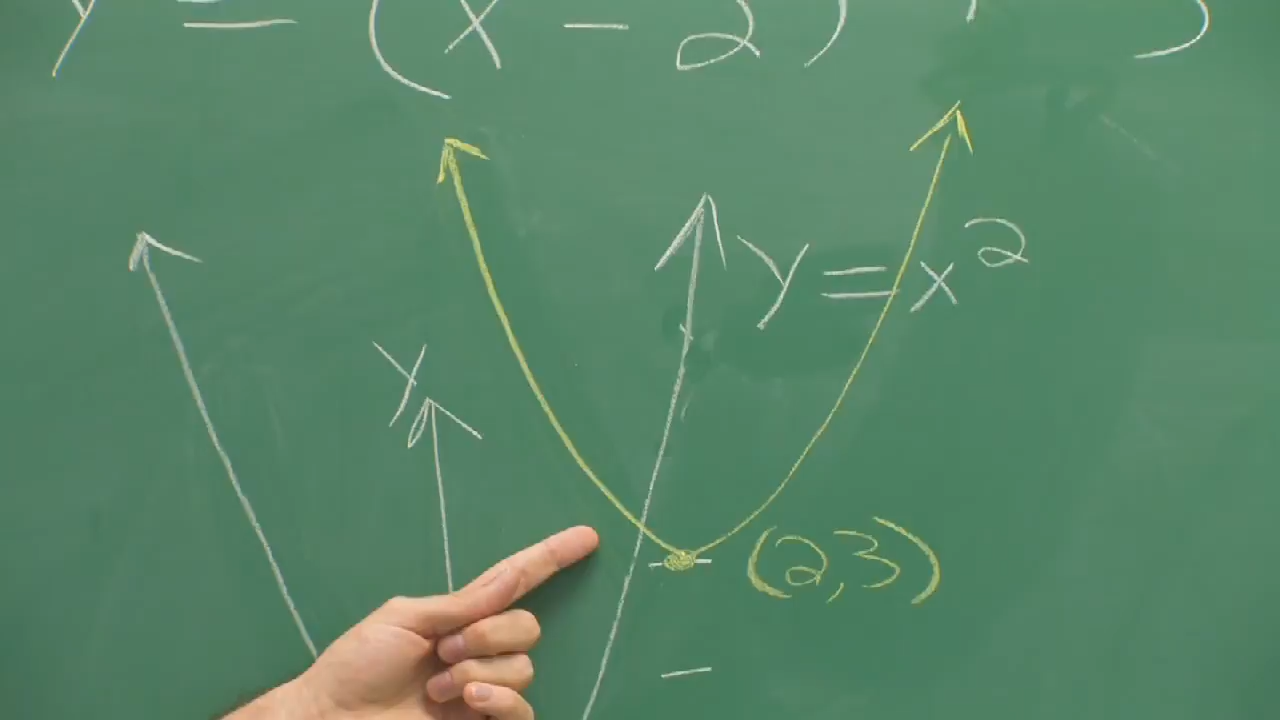 y = (x - 2)
y = x²
y
(2,3)